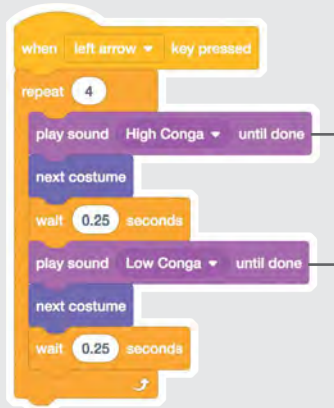 when left arrow key pressed
repeat 4
play sound High Conga until done
next costume
wait 0.25 seconds
play sound Low Conga until done
next costume
wait 0.25 seconds